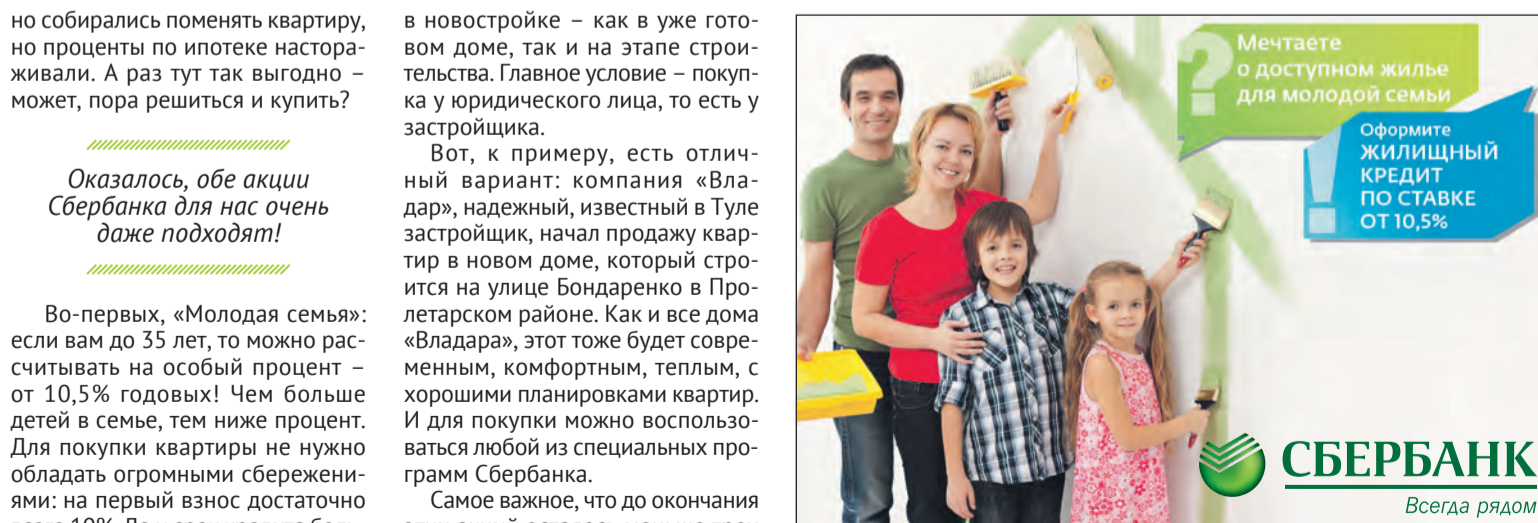 но собирались поменять квартиру,
но проценты по ипотеке настора-
живали. А раз тут так выгодно –
может, пора решиться и купить?
Оказалось, обе акции
Сбербанка для нас очень
даже подходят!
Во-первых, «Молодая семья»:
если вам до 35 лет, то можно рас-
считывать на особый процент –
от 10,5% годовых! Чем больше
детей в семье, тем ниже процент.
Для покупки квартиры не нужно
обладать огромными сбережени-
ями: на первый взнос достаточно
в новостройке – как в уже гото-
вом доме, так и на этапе строи-
тельства. Главное условие – покуп-
ка у юридического лица, то есть у
застройщика.
Вот, к примеру, есть отлич-
ный вариант: компания «Вла-
дар», надежный, известный в Туле
застройщик, начал продажу квар-
тир в новом доме, который стро-
ится на улице Бондаренко в Про-
летарском районе. Как и все дома
«Владара», этот тоже будет совре-
менным, комфортным, теплым, с
хорошими планировками квартир.
И для покупки можно воспользо-
ваться любой из специальных про-
грамм Сбербанка.
Самое важное, что до окончания
?
Мечтаете
о доступном жилье
для молодой семьи
!
Оформите
ЖИЛИЩНЫЙ
КРЕДИТ
ПО СТАВКЕ
ОТ 10,5%
СБЕРБАНК
Всегда рядом